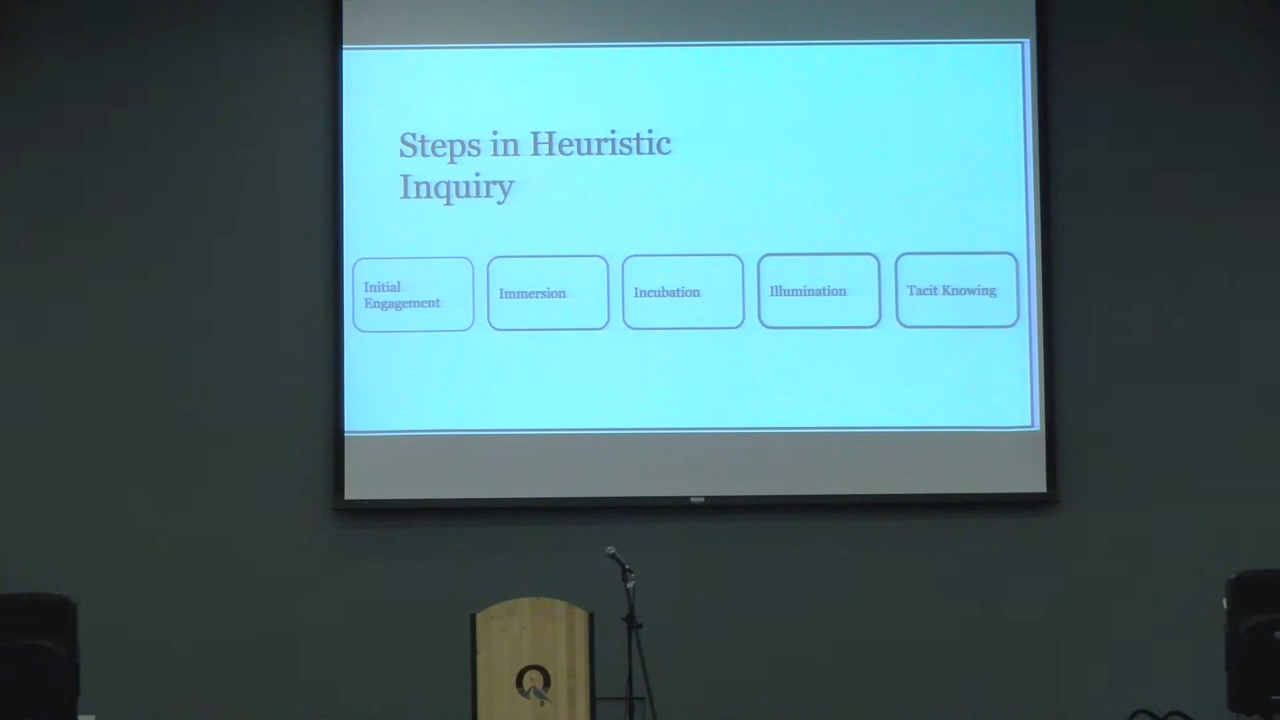 Steps in Heuristic
Inquiry
Initial
Engagement
Immersion
Incubation
Illumination
Tacit Knowing